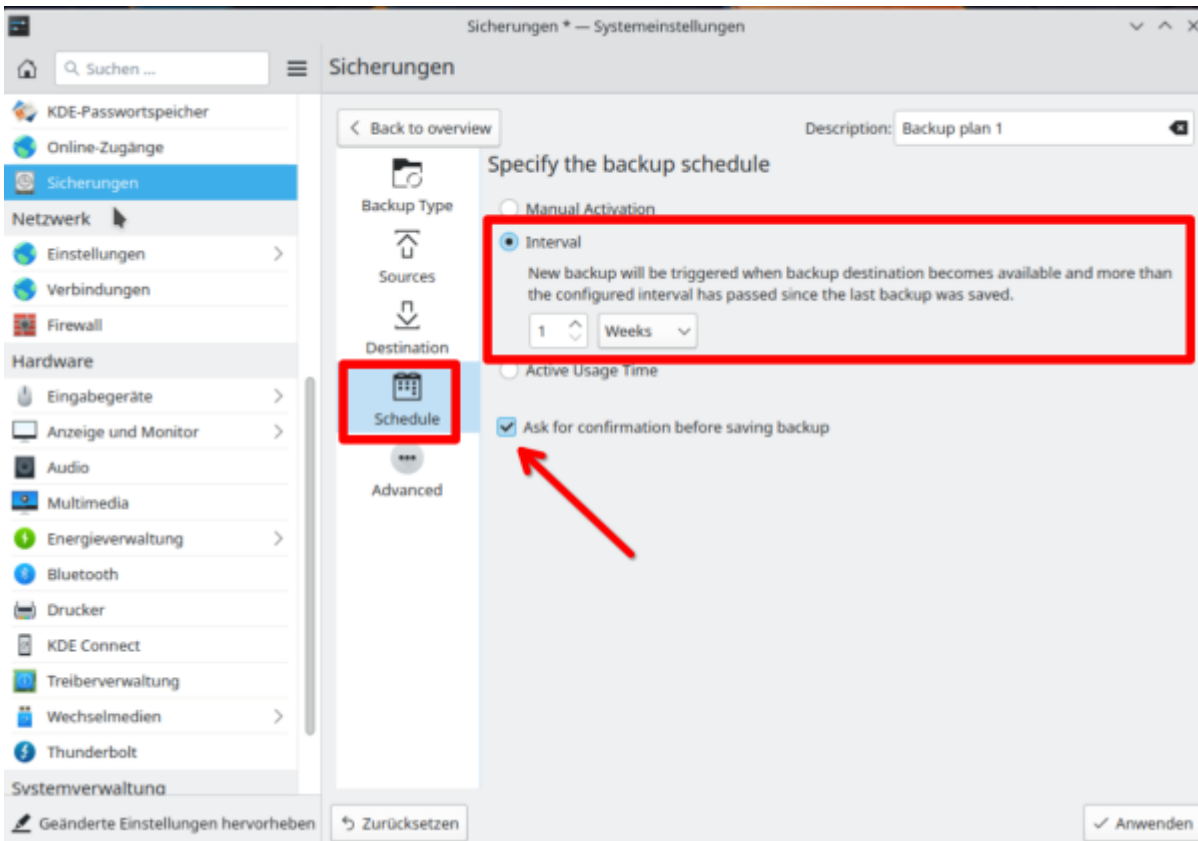 Sicherungen * — Systemeinstellungen
Suchen ...
Sicherungen
KDE-Passwortspeicher
Online-Zugänge
Sicherungen
Netzwerk
Einstellungen
Verbindungen
Firewall
Hardware
Eingabegeräte
Anzeige und Monitor
Audio
Multimedia
Energieverwaltung
Bluetooth
Drucker
KDE Connect
Treiberverwaltung
Wechselmedien
Thunderbolt
Systemverwaltung
Geänderte Einstellungen hervorheben
Back to overview
Description: Backup plan 1
Backup Type
Sources
Destination
Schedule
Advanced
Specify the backup schedule
Manual Activation
Interval
New backup will be triggered when backup destination becomes available and more than
the configured interval has passed since the last backup was saved.
1 Weeks
Active Usage Time
Ask for confirmation before saving backup
Zurücksetzen
Anwenden